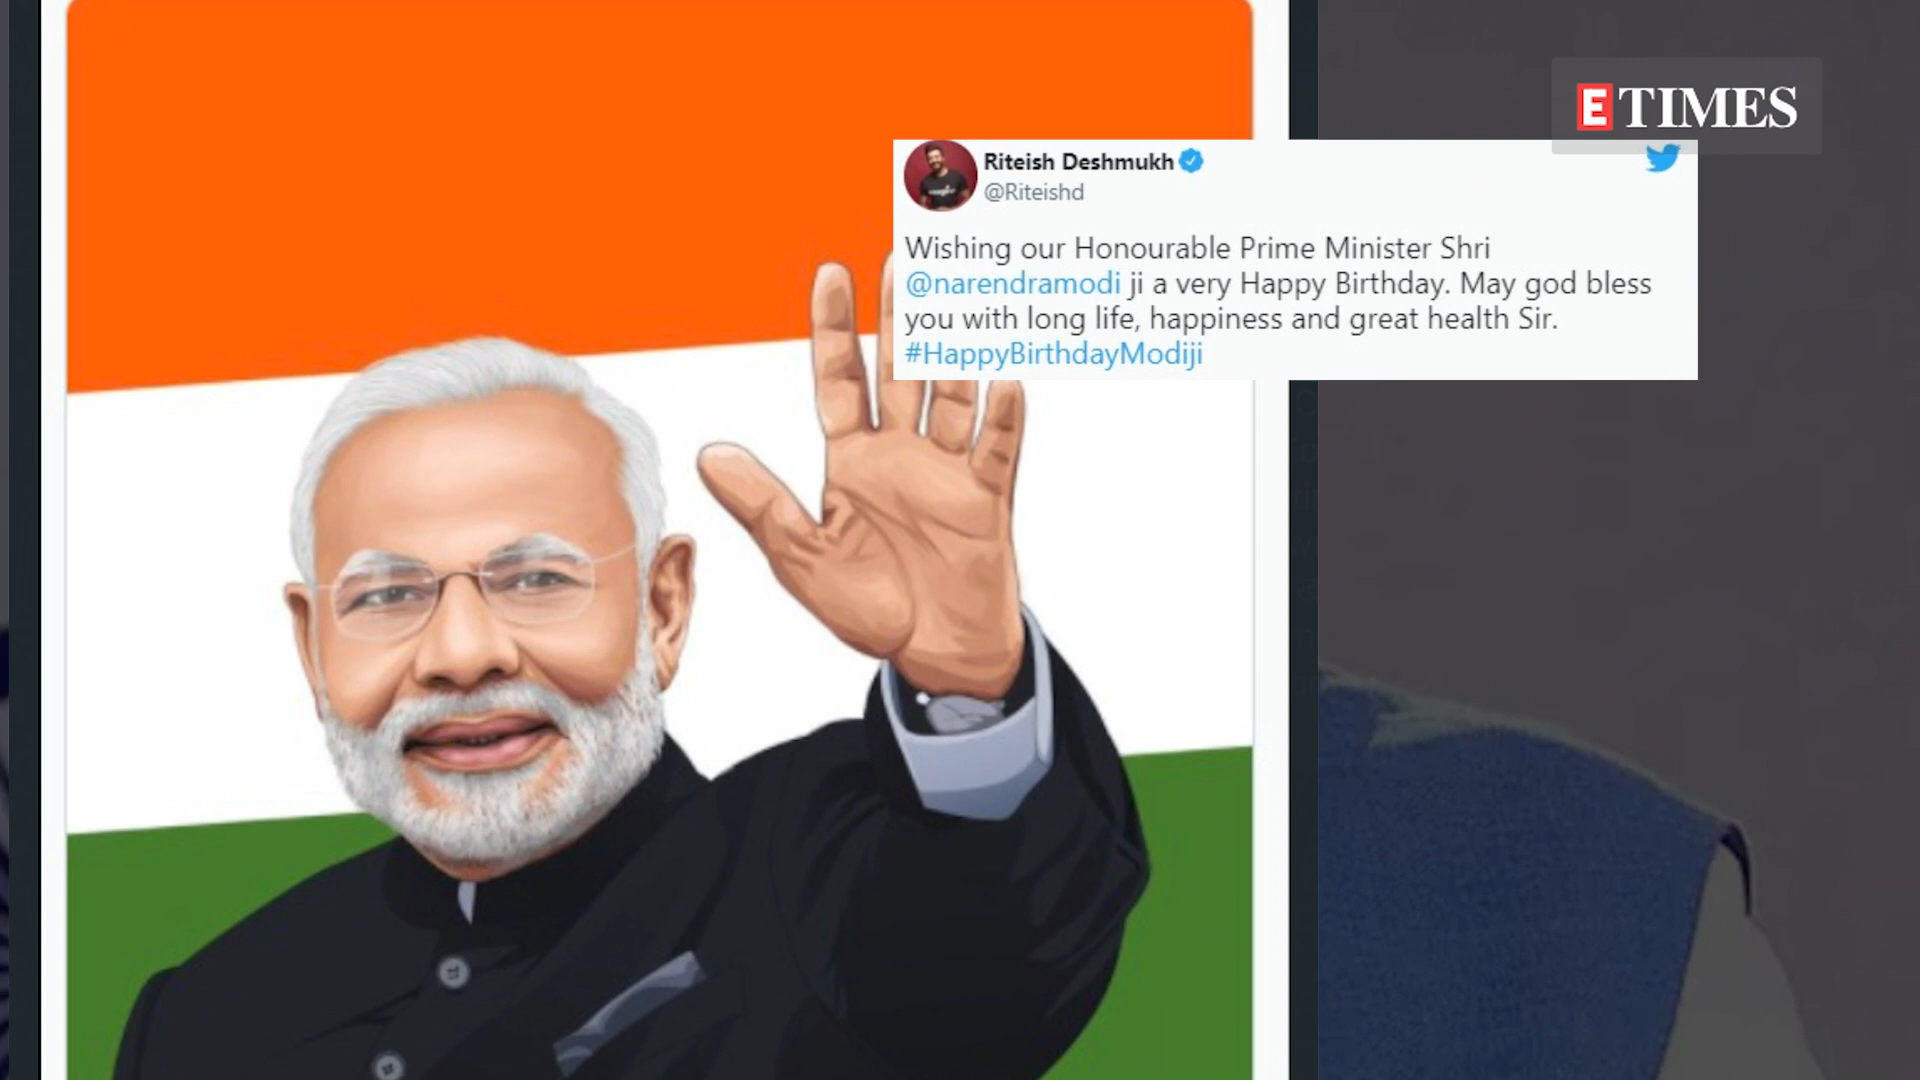 ETIMES
Riteish Deshmukh
@Riteishd
Wishing our Honourable Prime Minister Shri
@narendramodi ji a very Happy Birthday. May god bless
you with long life, happiness and great health Sir.
#HappyBirthdayModiji